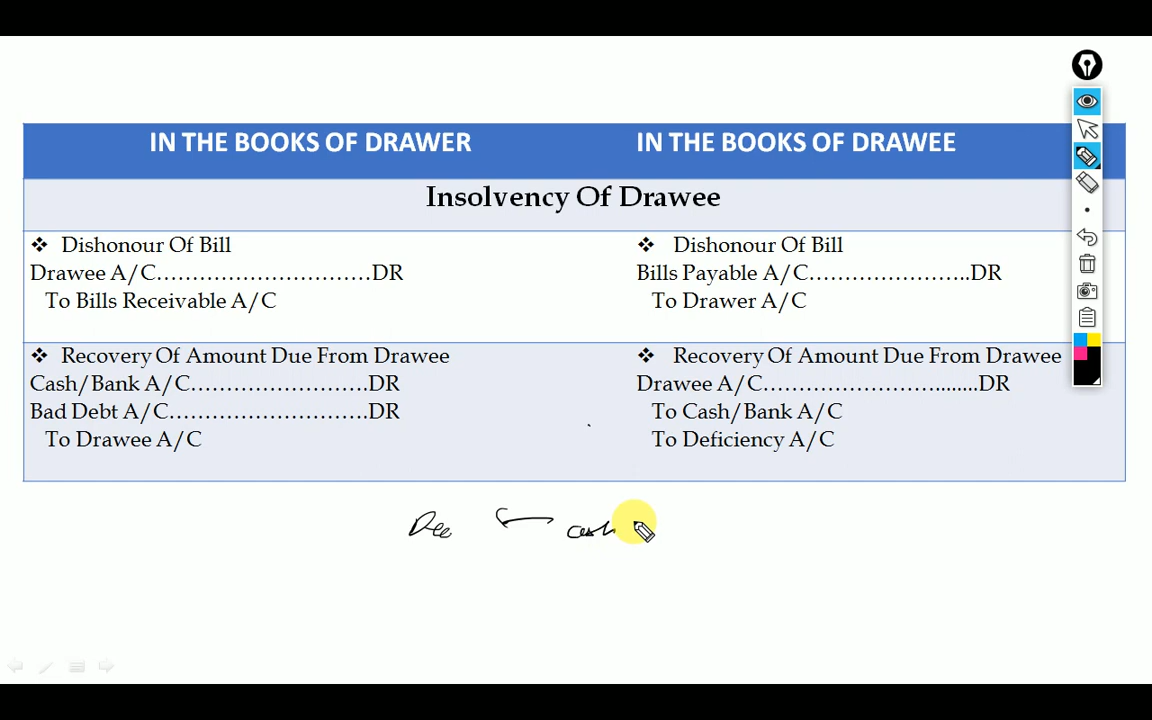 IN THE BOOKS OF DRAWER IN THE BOOKS OF DRAWEE
Insolvency Of Drawee
❖ Dishonour Of Bill
Drawee A/C…………………………DR
To Bills Receivable A/C
❖ Dishonour Of Bill
Bills Payable A/C…………………..DR
To Drawer A/C
❖ Recovery Of Amount Due From Drawee
Cash/Bank A/C…………………….DR
Bad Debt A/C……………………….DR
To Drawee A/C
❖ Recovery Of Amount Due From Drawee
Drawee A/C……………………........DR
To Cash/Bank A/C
To Deficiency A/C
Dee cash